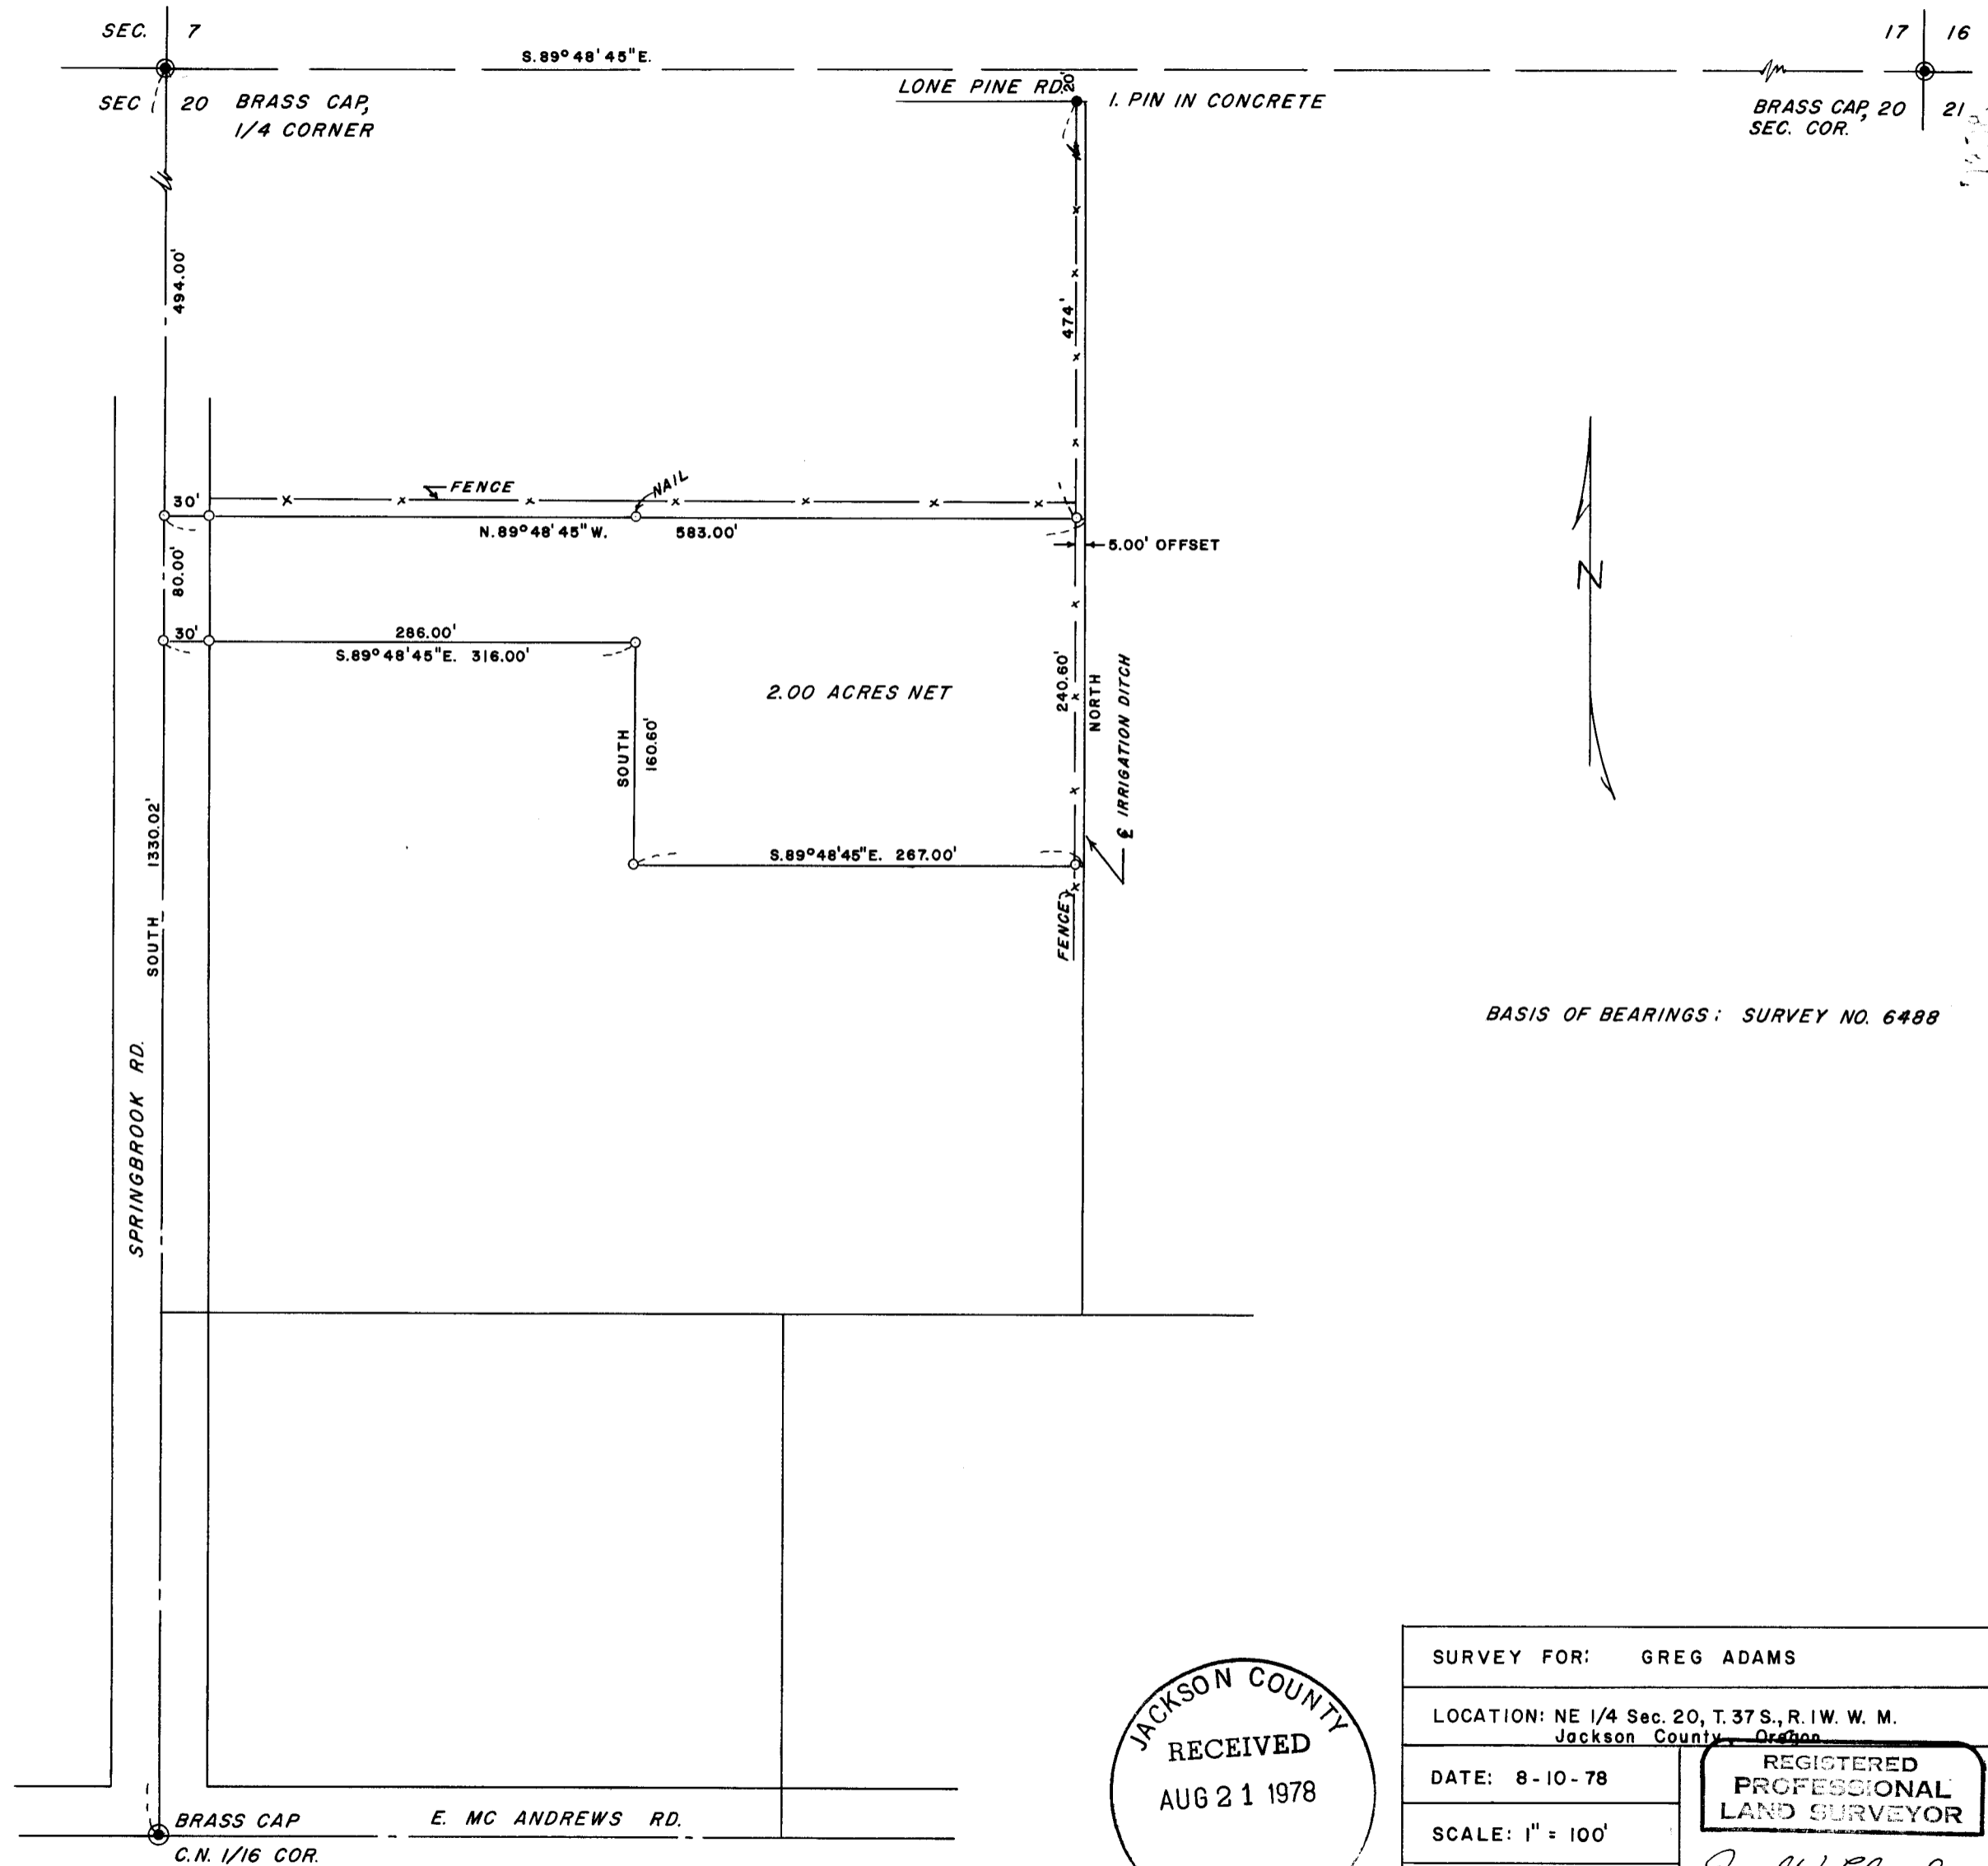 SEC. 7
17 16
S.89°48'45"E.
SEC 20 BRASS CAP,
1/4 CORNER
LONE PINE RD.
20'
I. PIN IN CONCRETE
BRASS CAP, 20 21
SEC. COR.
494.00'
474'
FENCE
NAIL
30'
N.89°48'45"W. 583.00'
5.00' OFFSET
80.00'
N
30'
286.00'
S.89°48'45"E. 316.00'
2.00 ACRES NET
240.60'
NORTH
℄ IRRIGATION DITCH
SOUTH
160.60'
SOUTH 1330.02'
S.89°48'45"E. 267.00'
FENCE
BASIS OF BEARINGS: SURVEY NO. 6488
SPRINGBROOK RD.
BRASS CAP
C.N. 1/16 COR.
E. MC ANDREWS RD.
JACKSON COUNTY
RECEIVED
AUG 21 1978
SURVEY FOR: GREG ADAMS
LOCATION: NE 1/4 Sec. 20, T. 37 S., R. 1W. W. M.
Jackson County, Oregon
DATE: 8-10-78
SCALE: 1" = 100'
REGISTERED
PROFESSIONAL
LAND SURVEYOR